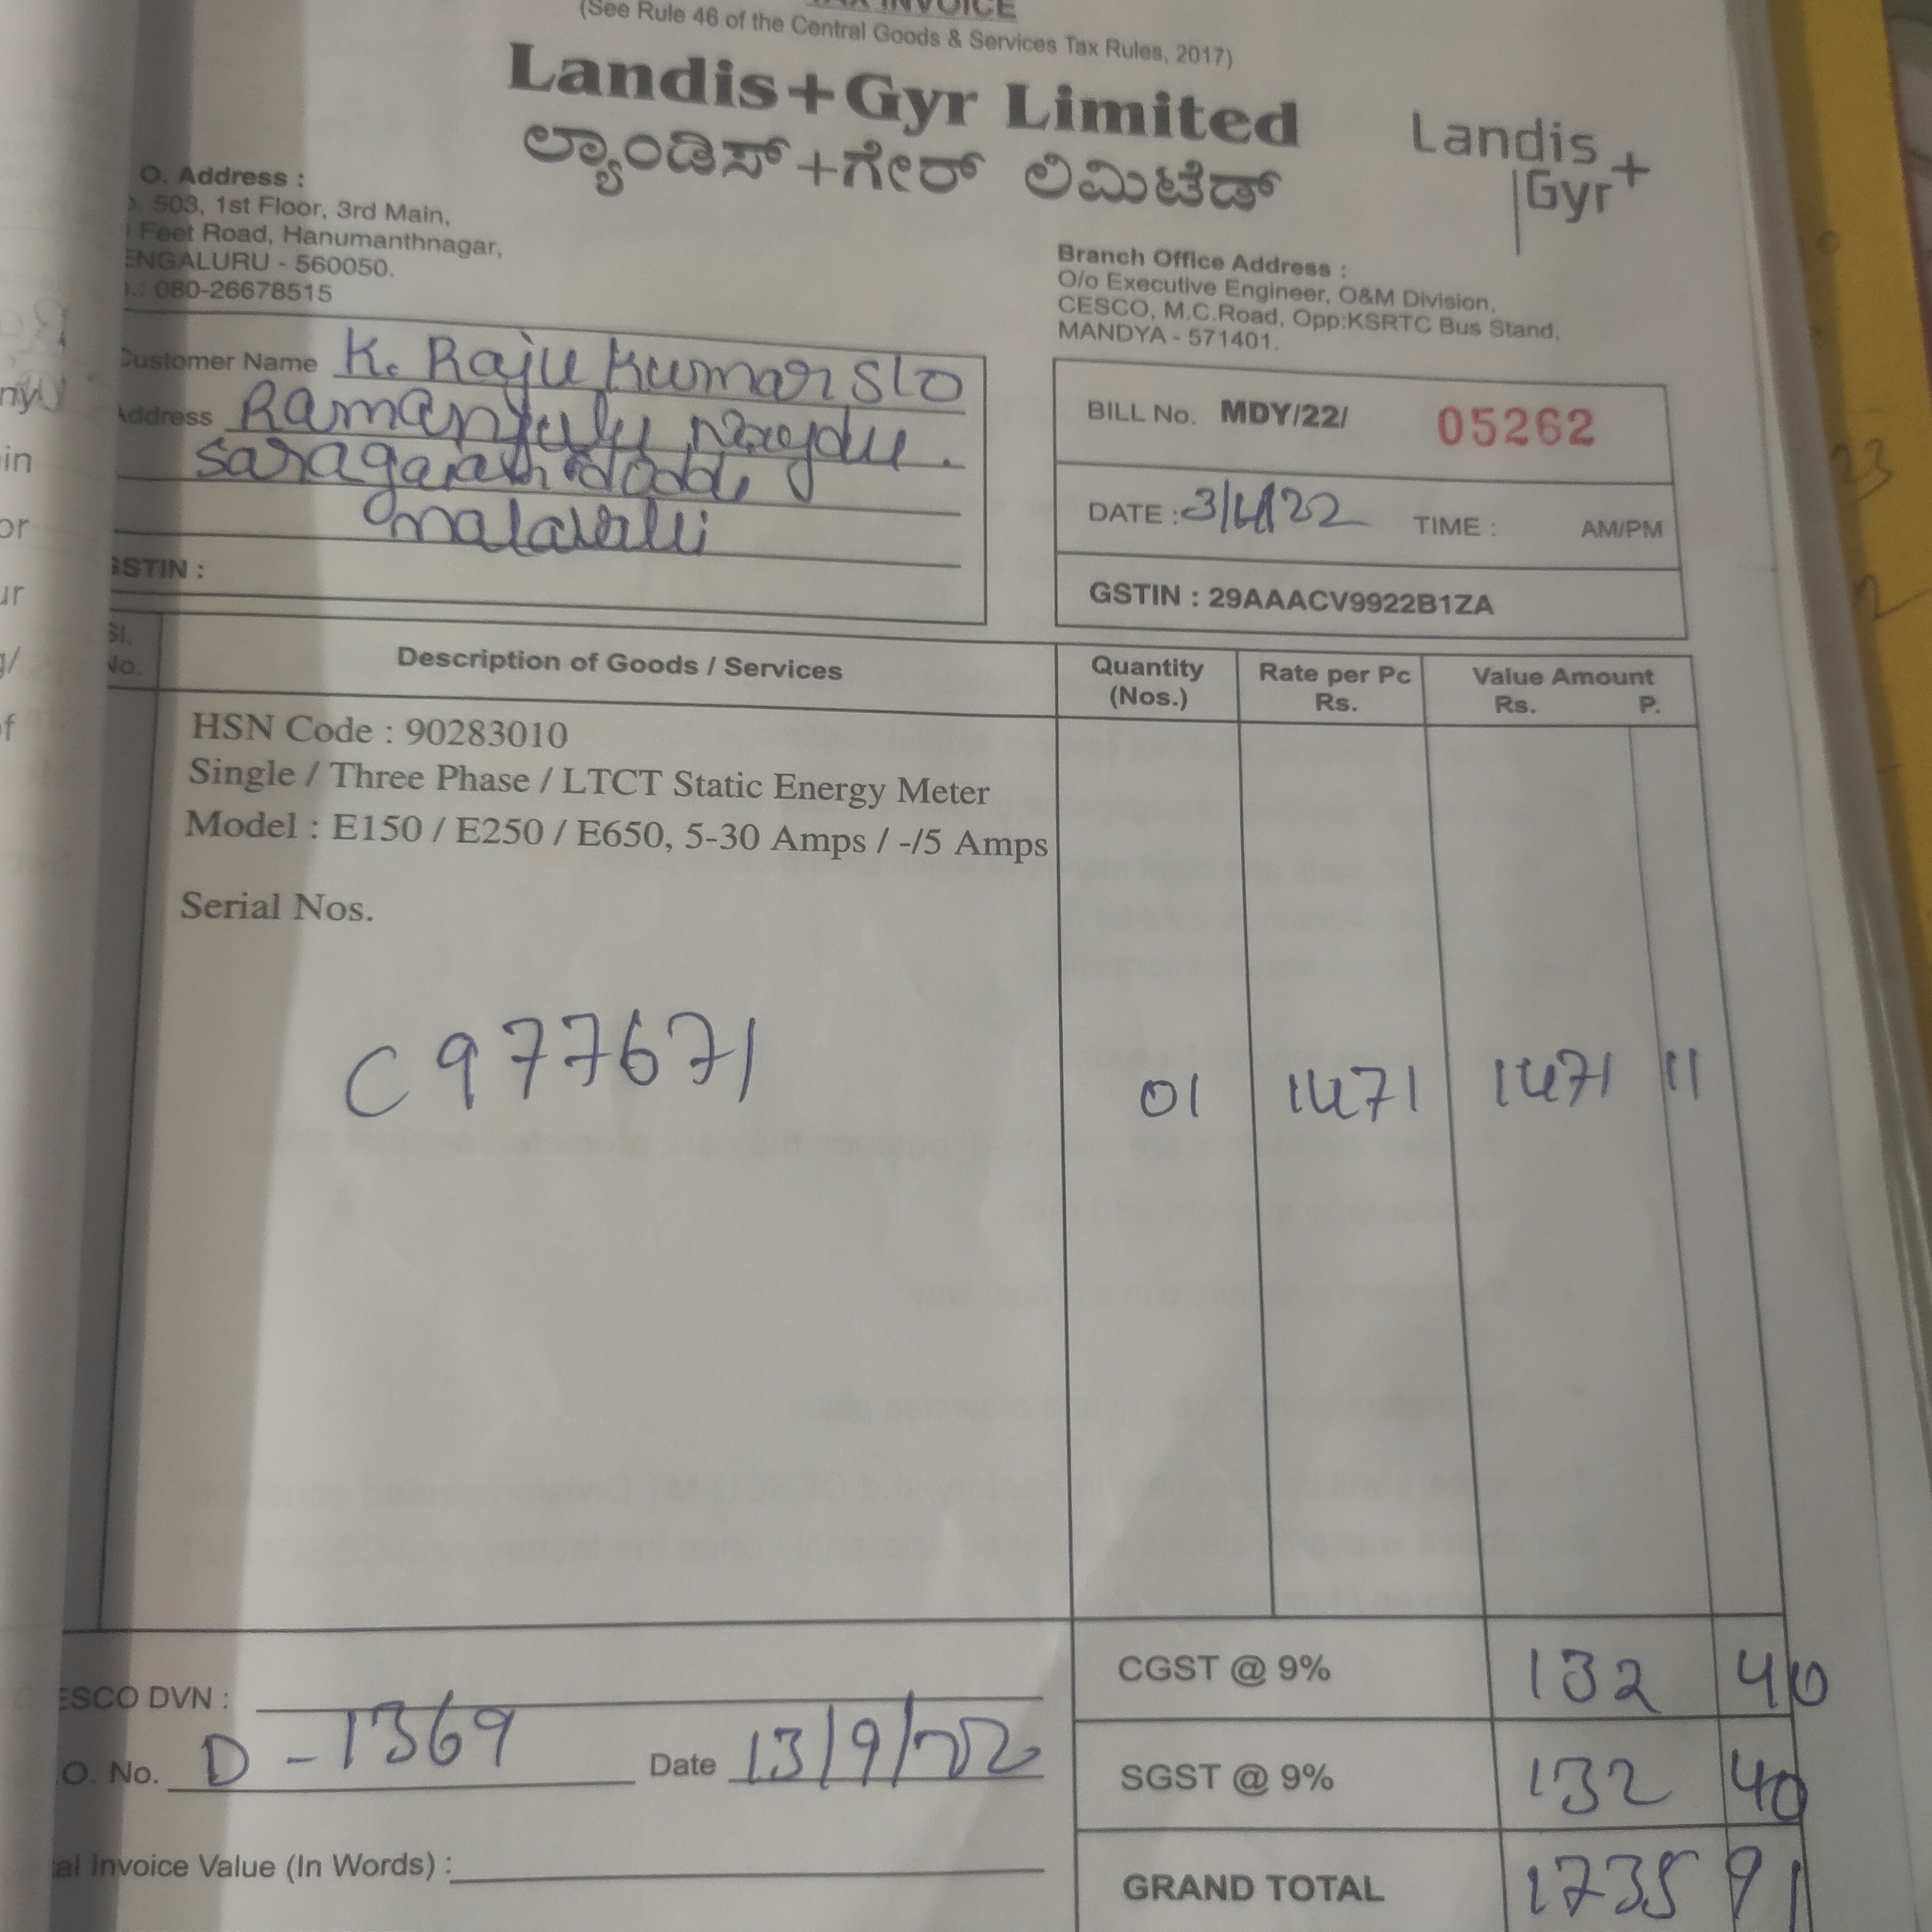 INVOICE
(See Rule 46 of the Central Goods & Services Tax Rules, 2017)
Landis+Gyr Limited
ಲ್ಯಾಂಡಿಸ್+ಗೇರ್ ಲಿಮಿಟೆಡ್
Landis
Gyr+
O. Address :
503, 1st Floor, 3rd Main,
Feet Road, Hanumanthnagar,
ENGALURU - 560050.
080-26678515
Branch Office Address :
O/o Executive Engineer, O&M Division,
CESCO, M.C.Road, Opp:KSRTC Bus Stand,
MANDYA - 571401.
Customer Name K. Raju Kumar S/o
Address Ramanjulu
malavalli
GSTIN :
BILL No. MDY/22/ 05262
DATE : 3/4/22 TIME : AM/PM
GSTIN : 29AAACV9922B1ZA
Sl. No. Description of Goods / Services Quantity (Nos.) Rate per Pc Rs. Value Amount Rs. P.
HSN Code : 90283010
Single / Three Phase / LTCT Static Energy Meter
Model : E150 / E250 / E650, 5-30 Amps / -/5 Amps
Serial Nos.
C977671 01 1471 1471 11
CGST @ 9% 132 40
ESCO DVN :
O. No. D-1369 Date 13/9/22
SGST @ 9% 132 40
al Invoice Value (In Words) :
GRAND TOTAL 1735 91